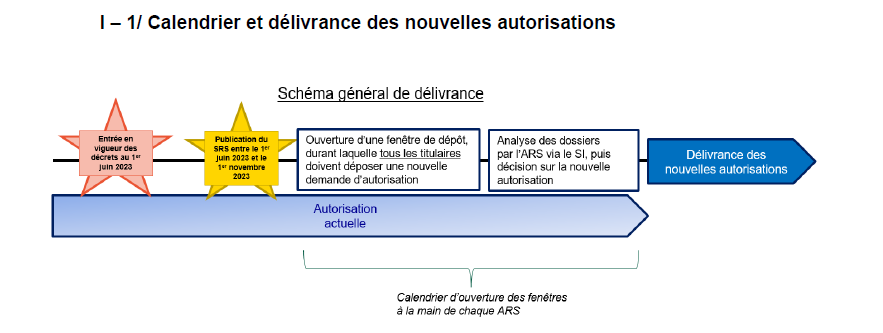 I – 1/ Calendrier et délivrance des nouvelles autorisations
Schéma général de délivrance
Entrée en
vigueur des
décrets au 1er
juin 2023
Publication du
SRS entre le 1er
juin 2023 et le
1er novembre
2023
Ouverture d'une fenêtre de dépôt,
durant laquelle tous les titulaires
doivent déposer une nouvelle
demande d'autorisation
Analyse des dossiers
par l'ARS via le SI, puis
décision sur la nouvelle
autorisation
Délivrance des
nouvelles autorisations
Autorisation
actuelle
Calendrier d'ouverture des fenêtres
à la main de chaque ARS